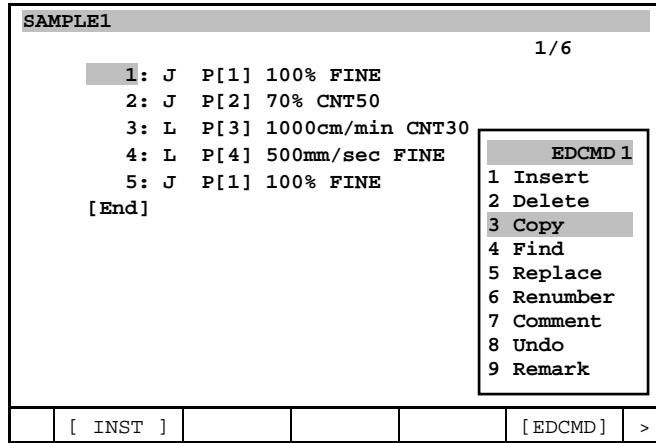 SAMPLE1
1/6
1: J P[1] 100% FINE
2: J P[2] 70% CNT50
3: L P[3] 1000cm/min CNT30
4: L P[4] 500mm/sec FINE
5: J P[1] 100% FINE
[End]
EDCMD 1
1 Insert
2 Delete
3 Copy
4 Find
5 Replace
6 Renumber
7 Comment
8 Undo
9 Remark
[ INST ] [EDCMD] >